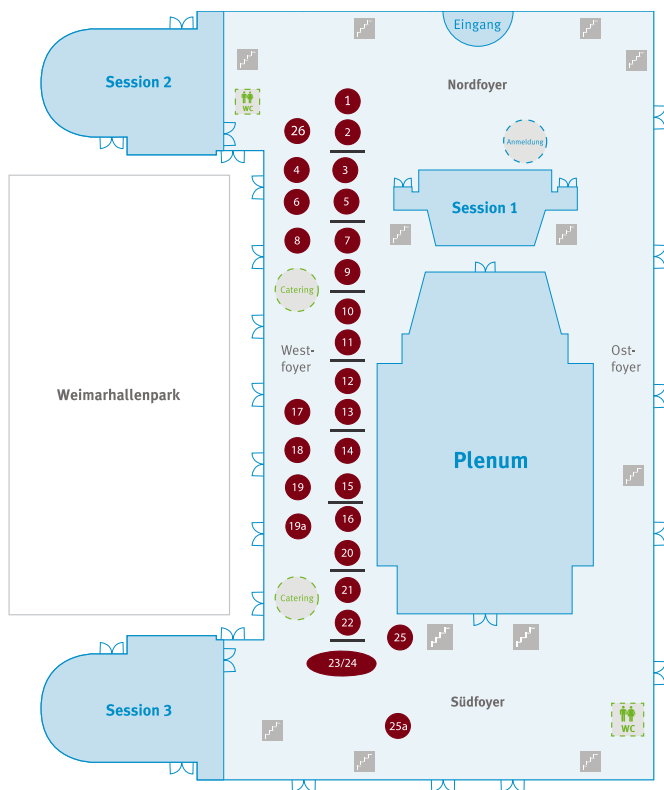 Eingang
Session 2
Nordfoyer
WC
1
26
2
Anmeldung
4
3
6
5
Session 1
8
7
9
Catering
10
11
West-
foyer
Ost-
foyer
12
Weimarhallenpark
17
13
18
14
Plenum
19
15
19a
16
20
21
Catering
22
25
23/24
Südfoyer
Session 3
WC
25a